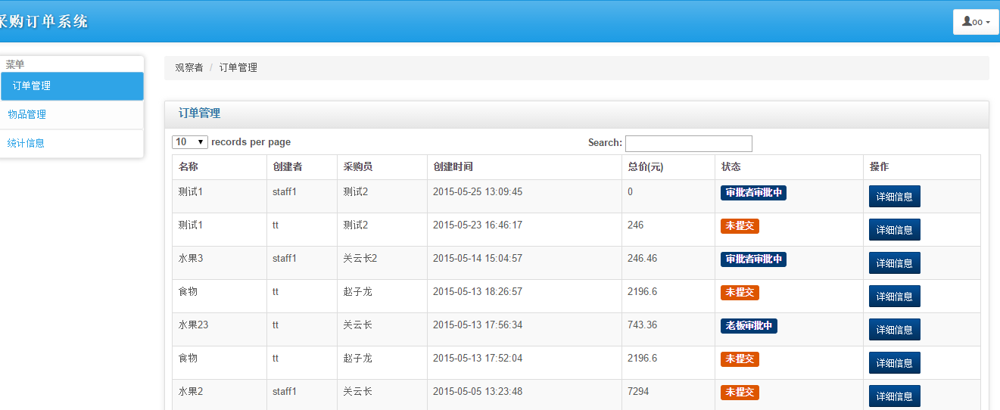 采购订单系统
oo
菜单
订单管理
物品管理
统计信息
观察者 / 订单管理
订单管理
10 records per page Search:
名称 创建者 采购员 创建时间 总价(元) 状态 操作
测试1 staff1 测试2 2015-05-25 13:09:45 0 审批者审批中 详细信息
测试1 tt 测试2 2015-05-23 16:46:17 246 未提交 详细信息
水果3 staff1 关云长2 2015-05-14 15:04:57 246.46 审批者审批中 详细信息
食物 tt 赵子龙 2015-05-13 18:26:57 2196.6 未提交 详细信息
水果23 tt 关云长 2015-05-13 17:56:34 743.36 老板审批中 详细信息
食物 tt 赵子龙 2015-05-13 17:52:04 2196.6 未提交 详细信息
水果2 staff1 关云长 2015-05-05 13:23:48 7294 未提交 详细信息